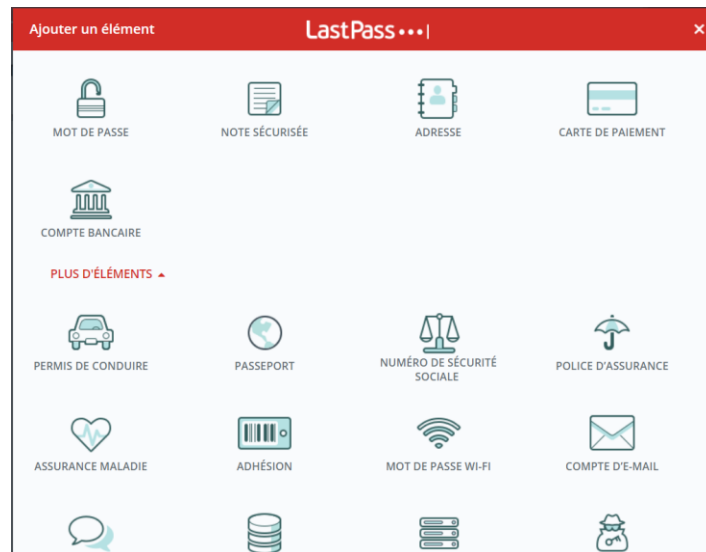 Ajouter un élément
LastPass •••|
×
MOT DE PASSE
NOTE SÉCURISÉE
ADRESSE
CARTE DE PAIEMENT
COMPTE BANCAIRE
PLUS D'ÉLÉMENTS
PERMIS DE CONDUIRE
PASSEPORT
NUMÉRO DE SÉCURITÉ
SOCIALE
POLICE D'ASSURANCE
ASSURANCE MALADIE
ADHÉSION
MOT DE PASSE WI-FI
COMPTE D'E-MAIL